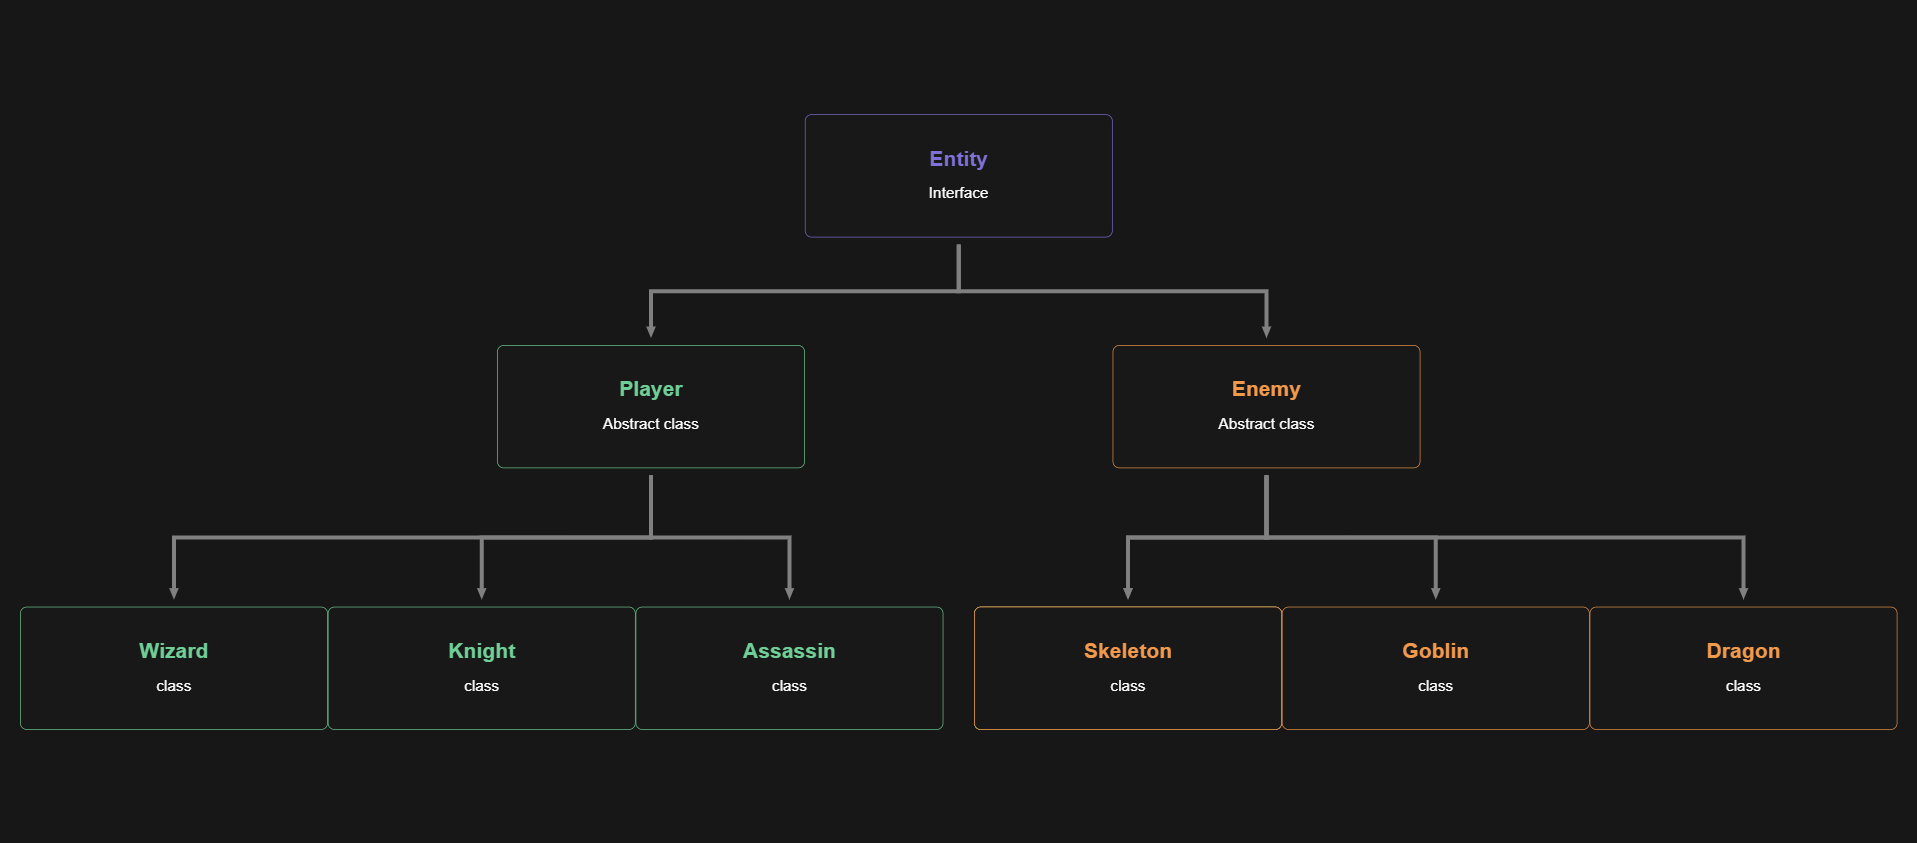 Entity
Interface
Player
Abstract class
Enemy
Abstract class
Wizard
class
Knight
class
Assassin
class
Skeleton
class
Goblin
class
Dragon
class